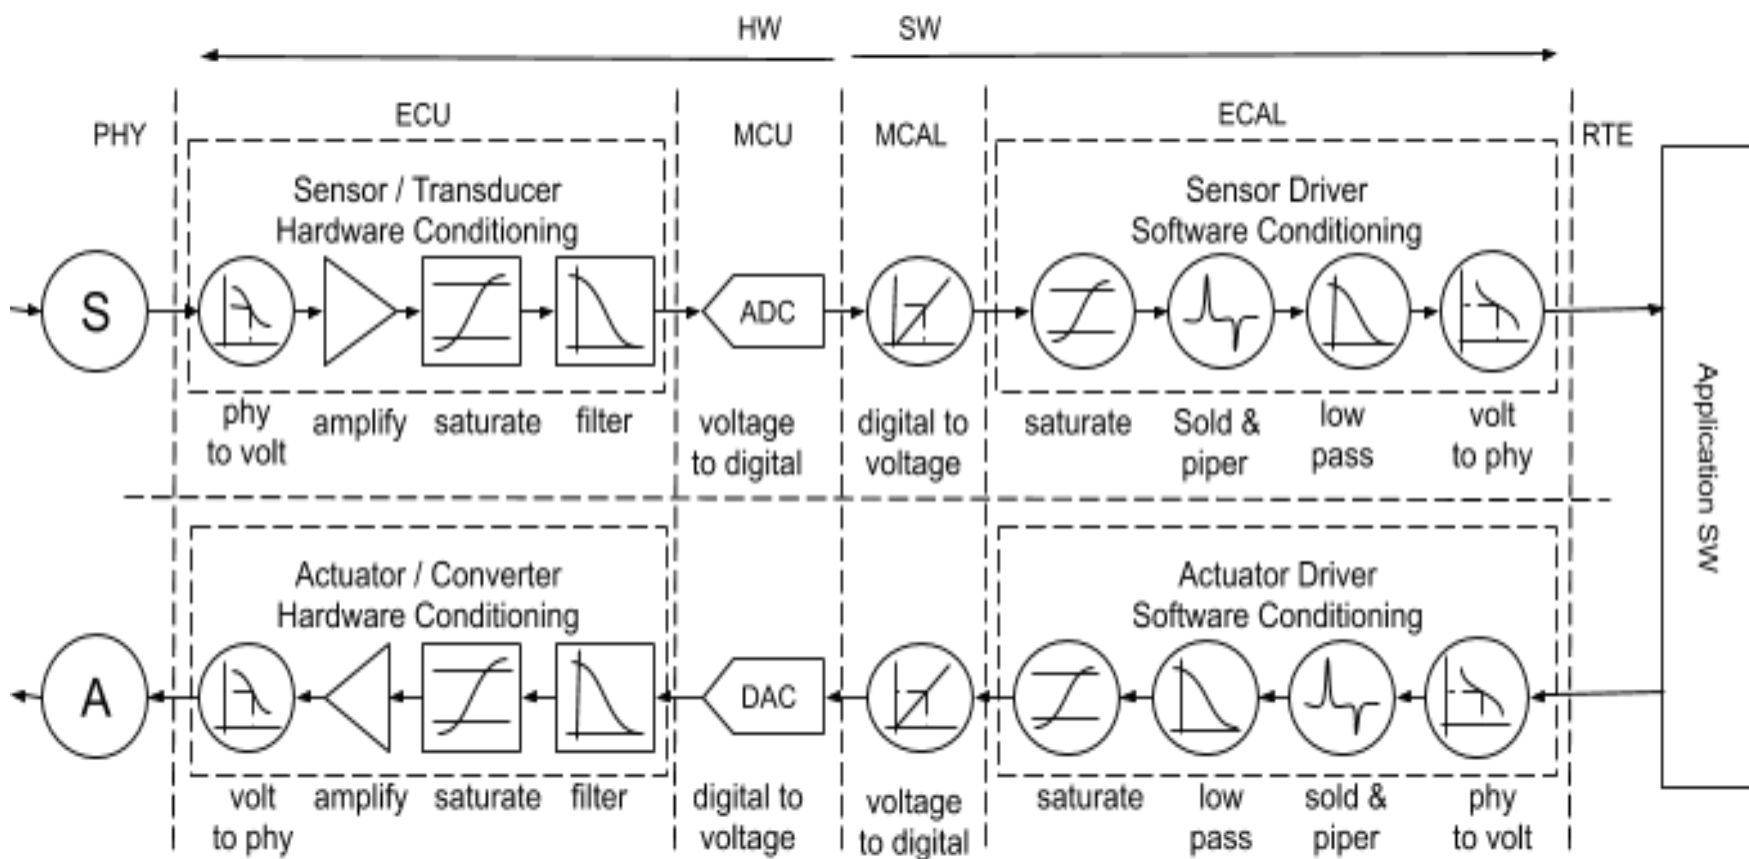 HW
SW
PHY
ECU
MCU
MCAL
ECAL
RTE
Sensor / Transducer
Hardware Conditioning
Sensor Driver
Software Conditioning
S
ADC
phy
to volt
amplify
saturate
filter
voltage
to digital
digital to
voltage
saturate
Sold &
piper
low
pass
volt
to phy
Application SW
Actuator / Converter
Hardware Conditioning
Actuator Driver
Software Conditioning
A
DAC
volt
to phy
amplify
saturate
filter
digital to
voltage
voltage
to digital
saturate
low
pass
sold &
piper
phy
to volt